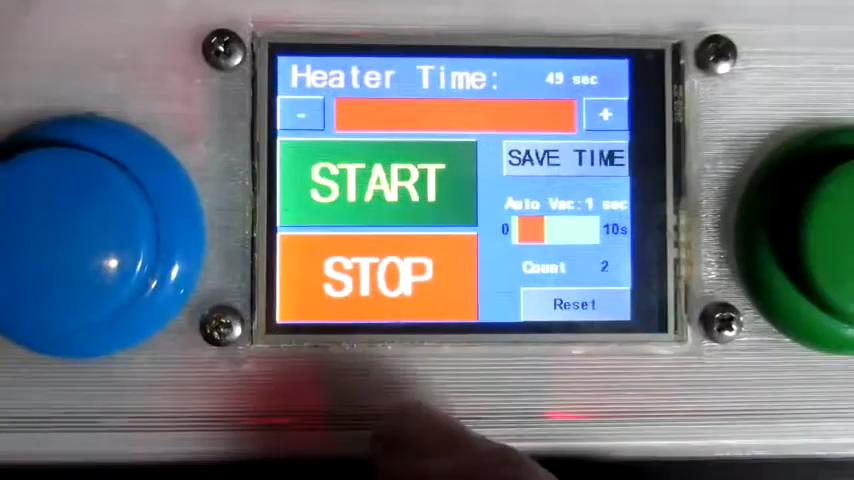 Heater Time: 49 sec
- +
START
SAVE TIME
Auto Vac:1 sec
0 10s
STOP
Count 2
Reset